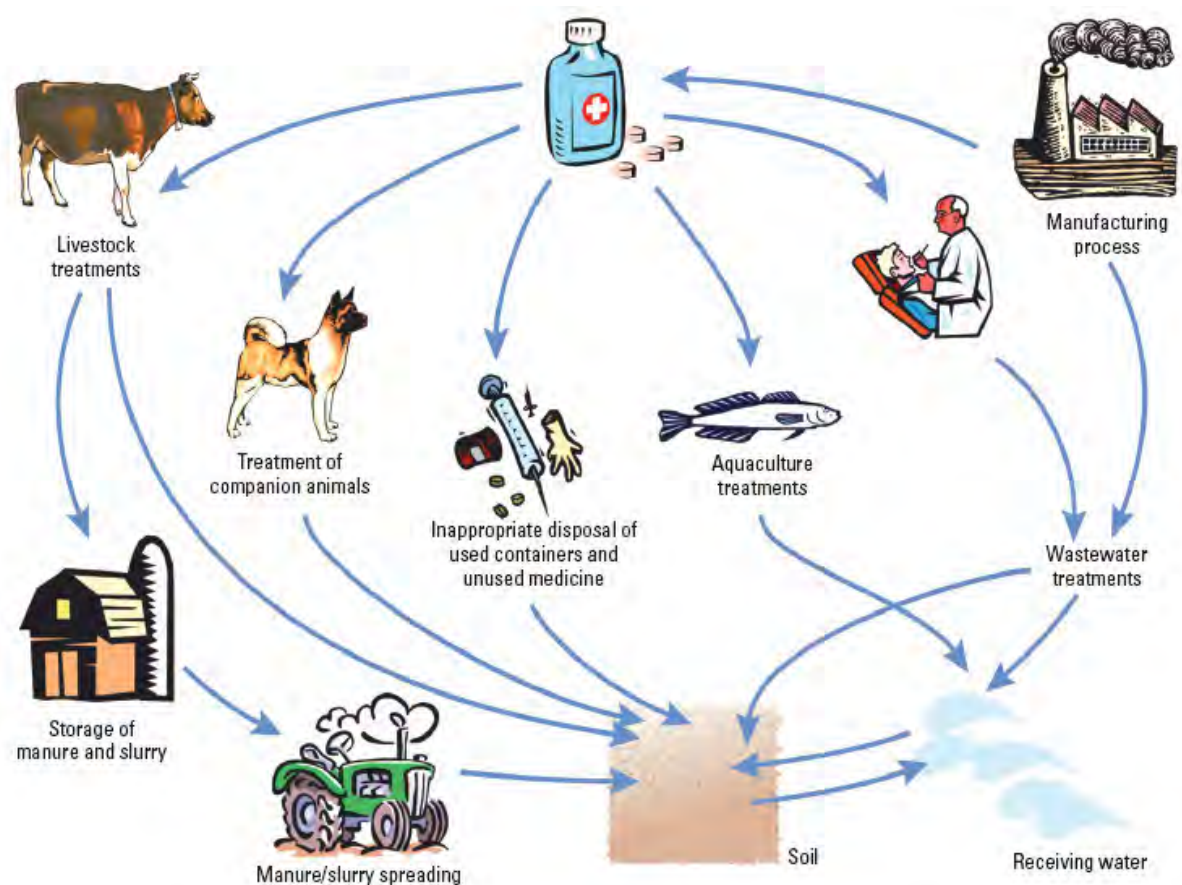 Manufacturing
process
Livestock
treatments
Treatment of
companion animals
Aquaculture
treatments
Inappropriate disposal of
used containers and
unused medicine
Wastewater
treatments
Storage of
manure and slurry
Manure/slurry spreading
Soil
Receiving water